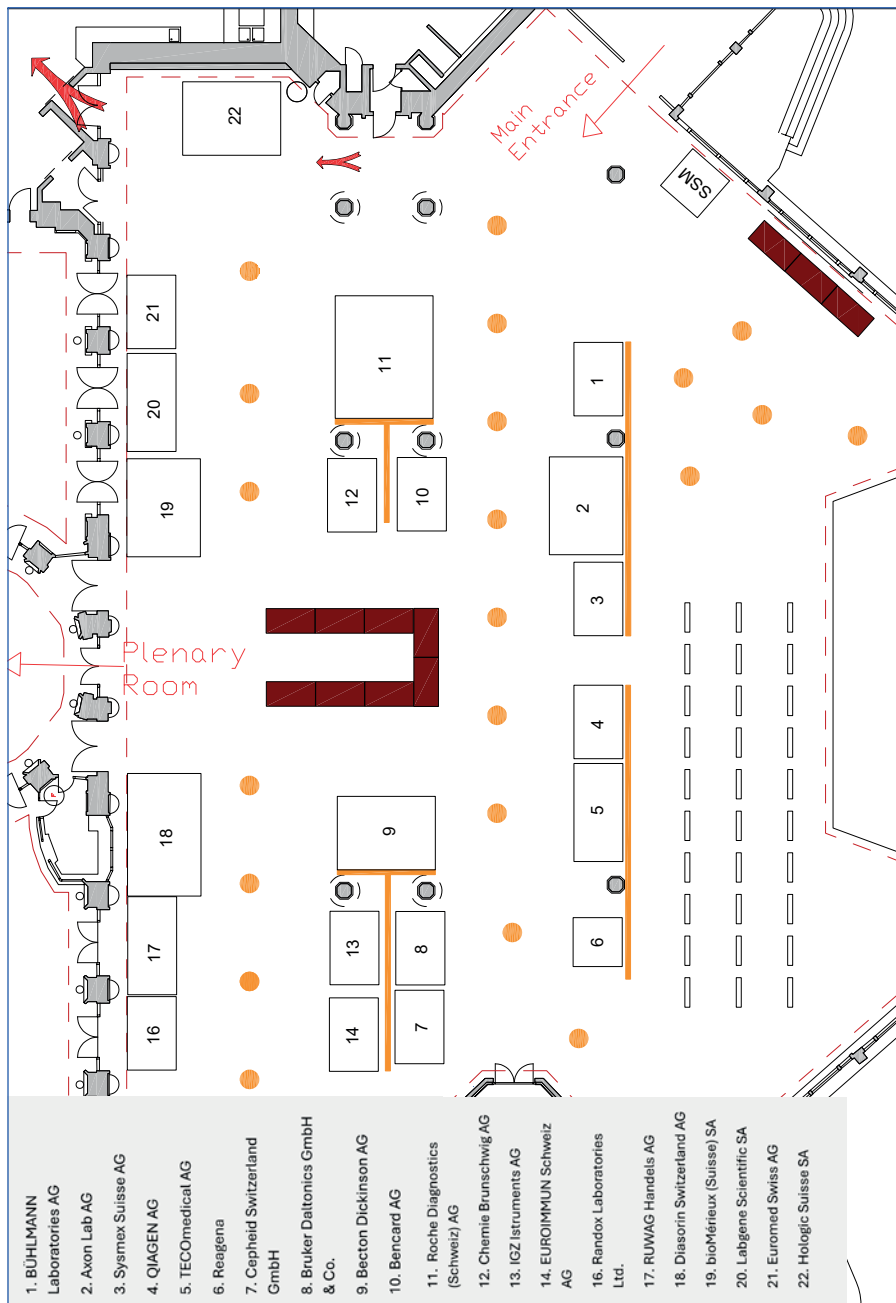 22
Main
Entrance 1
SSM
21
20
11
1
19
12
10
2
3
Plenary
Room
4
18
9
5
17
13
8
6
16
14
7
1. BÜHLMANN
Laboratories AG
2. Axon Lab AG
3. Sysmex Suisse AG
4. QIAGEN AG
5. TECOmedical AG
6. Reagena
7. Cepheid Switzerland
GmbH
8. Bruker Daltonics GmbH
& Co.
9. Becton Dickinson AG
10. Bencard AG
11. Roche Diagnostics
(Schweiz) AG
12. Chemie Brunschwig AG
13. IGZ Istruments AG
14. EUROIMMUN Schweiz
AG
16. Randox Laboratories
Ltd.
17. RUWAG Handels AG
18. Diasorin Switzerland AG
19. bioMérieux (Suisse) SA
20. Labgene Scientific SA
21. Euromed Swiss AG
22. Hologic Suisse SA